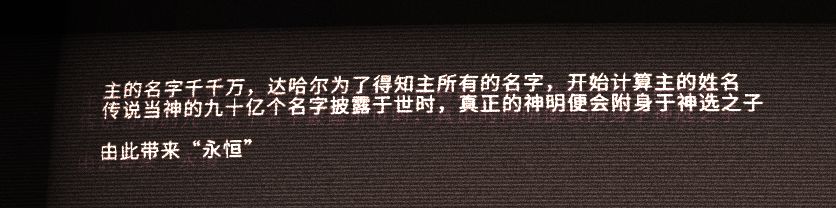 主的名字千千万，达哈尔为了得知主所有的名字，开始计算主的姓名
传说当神的九十亿个名字披露于世时，真正的神明便会附身于神选之子
由此带来“永恒”